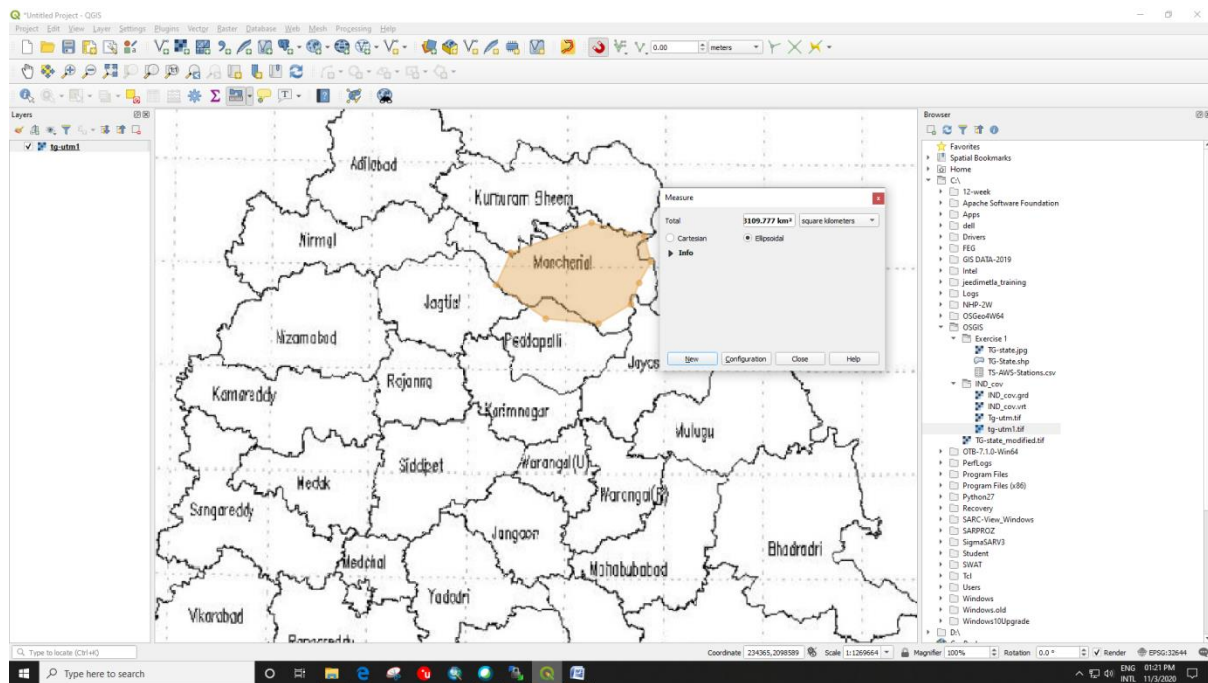 *Untitled Project - QGIS
Project Edit View Layer Settings Plugins Vector Raster Database Web Mesh Processing Help
0.00 meters
Layers
tg-utm1
Adilabad
Kumuram Bheem
Nirmal
Mancherial
Jagtial
Nizamabad
Peddapalli
Jayas
Rajanna
Kamareddy
Karimnagar
Mulugu
Siddipet
Warangal(U)
Medak
Warangal(R)
Sangareddy
Jangaon
Bhadradri
Medchal
Mahabubabad
Yadadri
Vikarabad
Measure
Total 3109.777 km² square kilometers
Cartesian Ellipsoidal
Info
New Configuration Close Help
Browser
Favorites
Spatial Bookmarks
Home
C:\
12-week
Apache Software Foundation
Apps
dell
Drivers
FEG
GIS DATA-2019
Intel
jeedimetla_training
Logs
NHP-2W
OSGeo4W64
OSGIS
Exercise 1
TG-state.jpg
TG-State.shp
TS-AWS-Stations.csv
IND_cov
IND_cov.grd
IND_cov.vrt
Tg-utm.tif
tg-utm1.tif
TG-state_modified.tif
OTB-7.1.0-Win64
PerfLogs
Program Files
Program Files (x86)
Python27
Recovery
SARC-View_Windows
SARPROZ
SigmaSARV3
Student
SWAT
Tcl
Users
Windows
Windows.old
Windows10Upgrade
D:\
Type to locate (Ctrl+K) Coordinate 234365,2098589 Scale 1:1269664 Magnifier 100% Rotation 0.0 ° Render EPSG:32644
Type here to search ENG 01:21 PM
INTL 11/3/2020